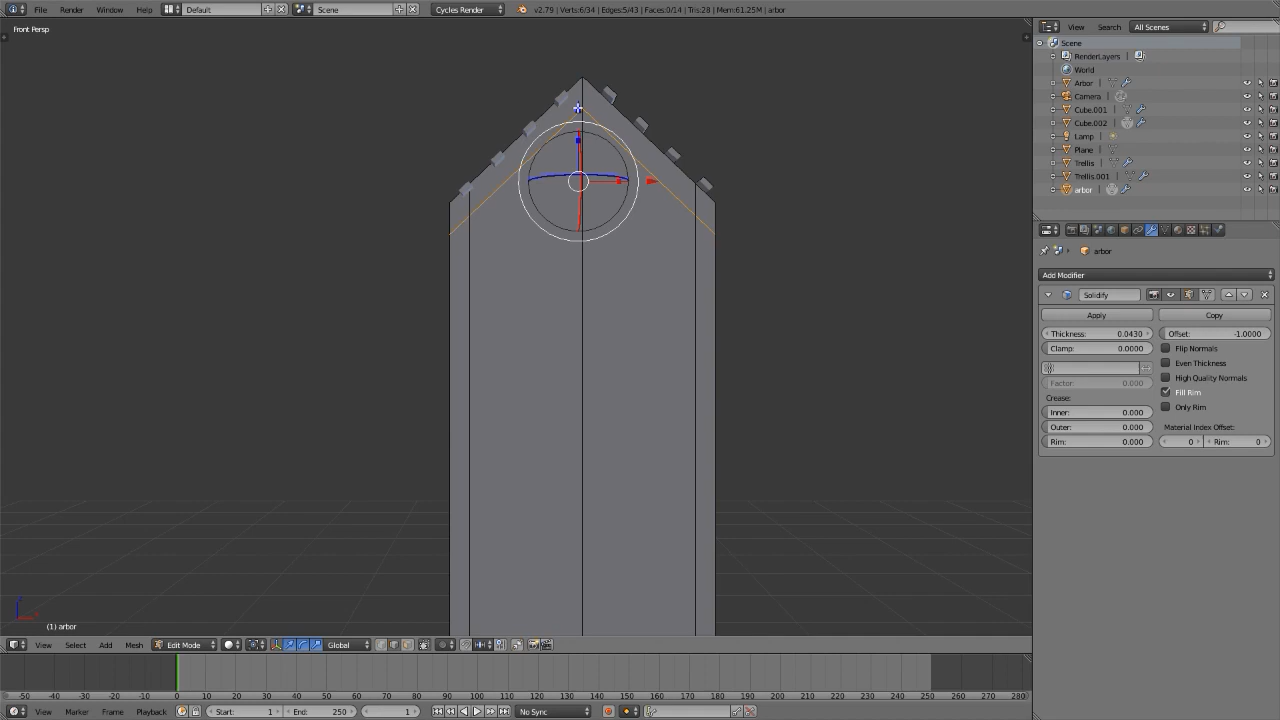 File Render Window Help Default Scene Cycles Render v2.79 | Verts:6/34 | Edges:5/43 | Faces:0/14 | Tris:28 | Mem:61.25M | arbor
View Search All Scenes
Front Persp
Scene
RenderLayers
World
Arbor
Camera
Cube.001
Cube.002
Lamp
Plane
Trellis
Trellis.001
arbor
arbor
Add Modifier
Solidify
Apply Copy
Thickness: 0.0430 Offset: -1.0000
Clamp: 0.0000 Flip Normals
Even Thickness
High Quality Normals
Factor: 0.000
Crease: Fill Rim
Inner: 0.000 Only Rim
Outer: 0.000 Material Index Offset:
Rim: 0.000 0 Rim: 0
z
x
(1) arbor
View Select Add Mesh Edit Mode Global
-50 -40 -30 -20 -10 0 10 20 30 40 50 60 70 80 90 100 110 120 130 140 150 160 170 180 190 200 210 220 230 240 250 260 270 280
View Marker Frame Playback Start: 1 End: 250 1 No Sync